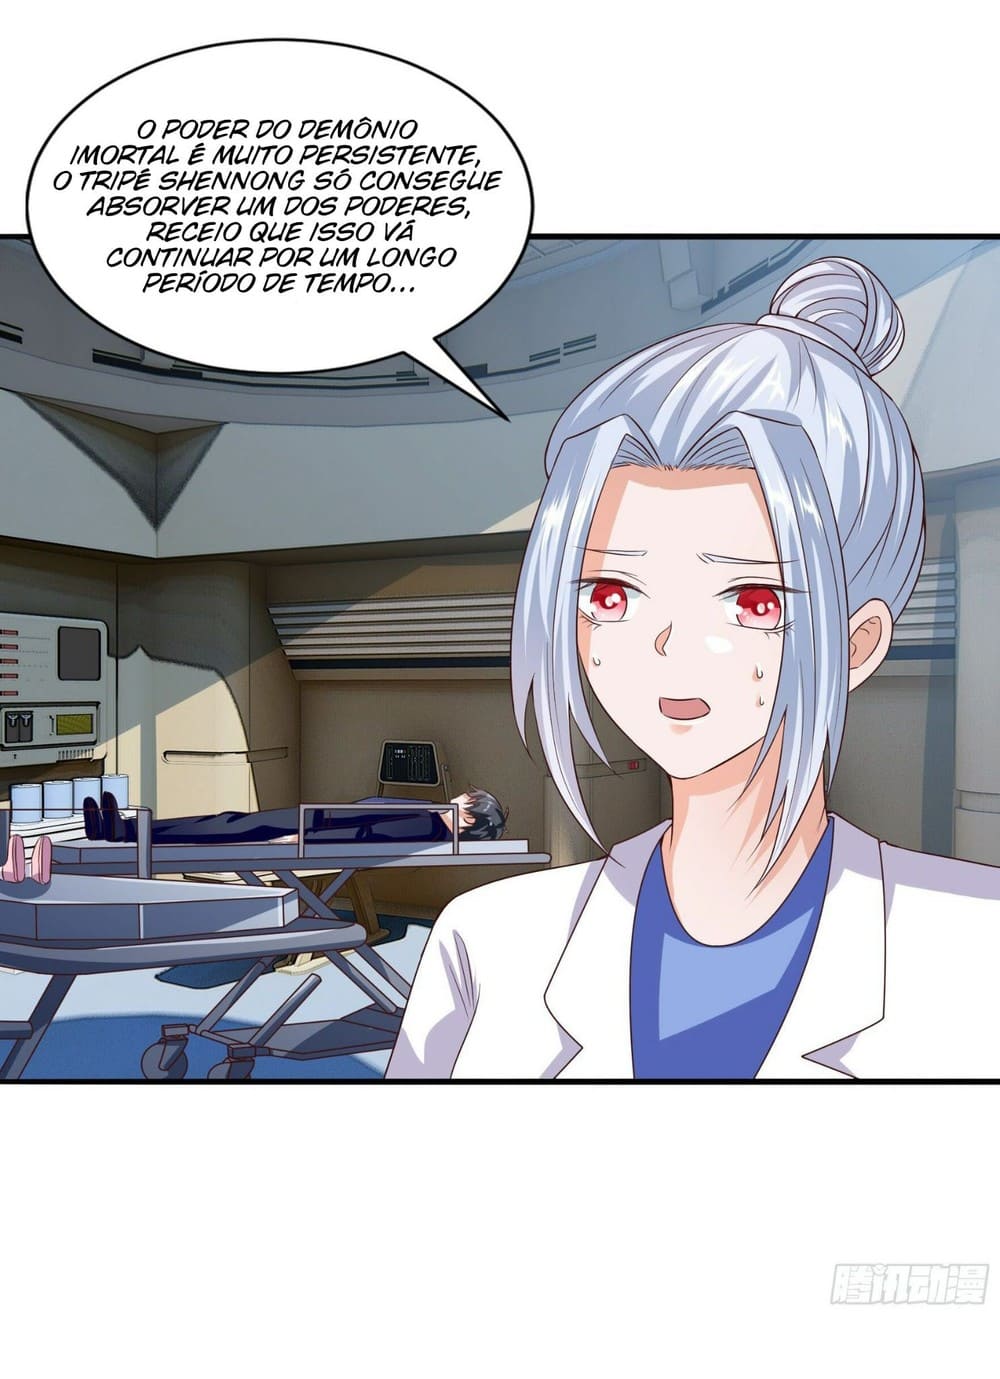 O PODER DO DEMÔNIO
IMORTAL É MUITO PERSISTENTE,
O TRIPÉ SHENNONG SÓ CONSEGUE
ABSORVER UM DOS PODERES,
RECEIO QUE ISSO VÁ
CONTINUAR POR UM LONGO
PERÍODO DE TEMPO...
腾讯动漫